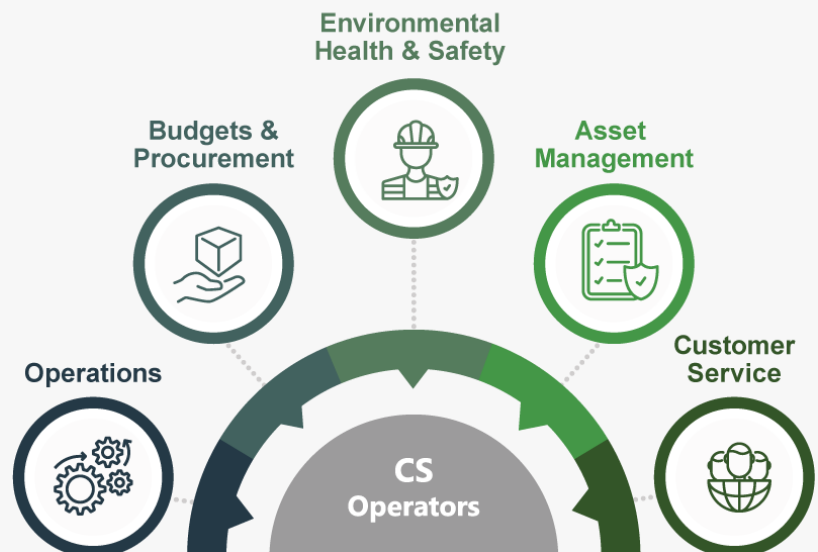 Environmental
Health & Safety
Budgets &
Procurement
Asset
Management
Operations
Customer
Service
CS
Operators